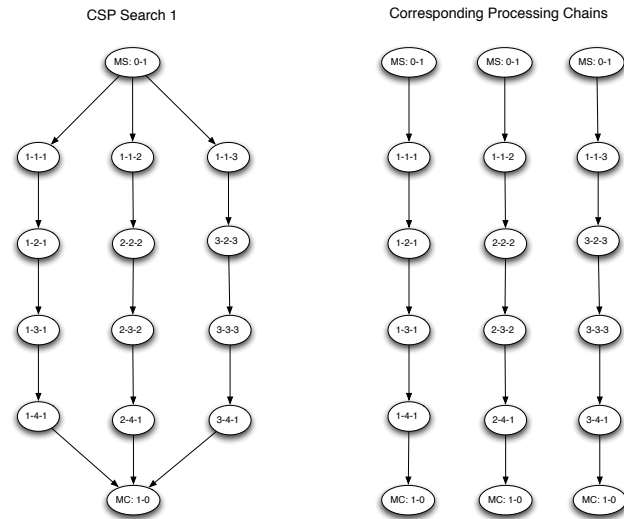 CSP Search 1
Corresponding Processing Chains
MS: 0-1
MS: 0-1
MS: 0-1
MS: 0-1
1-1-1
1-1-2
1-1-3
1-1-1
1-1-2
1-1-3
1-2-1
2-2-2
3-2-3
1-2-1
2-2-2
3-2-3
1-3-1
2-3-2
3-3-3
1-3-1
2-3-2
3-3-3
1-4-1
2-4-1
3-4-1
1-4-1
2-4-1
3-4-1
MC: 1-0
MC: 1-0
MC: 1-0
MC: 1-0